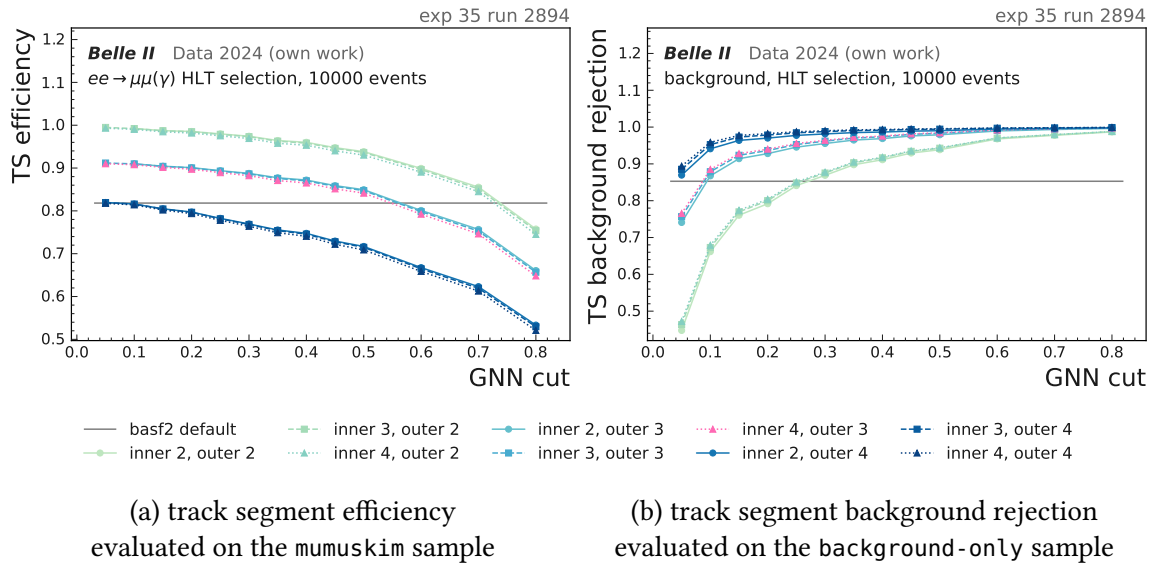 exp 35 run 2894
Belle II Data 2024 (own work)
ee→μμ(γ) HLT selection, 10000 events
TS efficiency
1.2
1.1
1.0
0.9
0.8
0.7
0.6
0.5
0.0 0.1 0.2 0.3 0.4 0.5 0.6 0.7 0.8
GNN cut
exp 35 run 2894
Belle II Data 2024 (own work)
background, HLT selection, 10000 events
TS background rejection
1.2
1.1
1.0
0.9
0.8
0.7
0.6
0.5
0.0 0.1 0.2 0.3 0.4 0.5 0.6 0.7 0.8
GNN cut
basf2 default
inner 2, outer 2
inner 3, outer 2
inner 4, outer 2
inner 2, outer 3
inner 3, outer 3
inner 4, outer 3
inner 2, outer 4
inner 3, outer 4
inner 4, outer 4
(a) track segment efficiency
evaluated on the mumuskim sample
(b) track segment background rejection
evaluated on the background-only sample